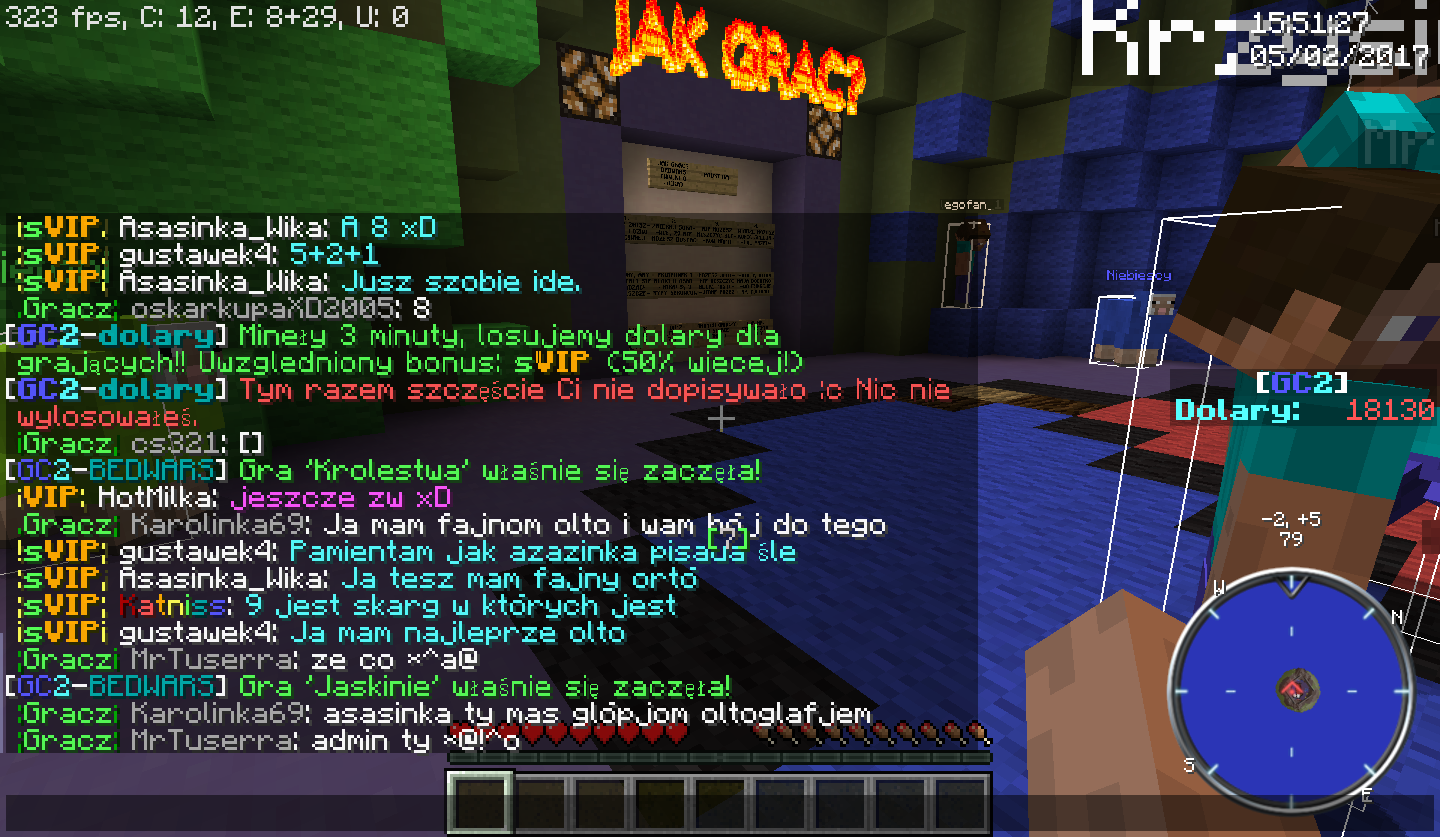 323 fps, C: 12, E: 8+29, U: 0
15:51:27
05/02/2017
JAK GRAC?
egofan_
Niebiescy
[GC2]
Dolary: 18130
-2, +5
79
W
N
S
E
sVIP Asasinka_Wika: A 8 xD
sVIP gustawek4: 5+2+1
sVIP Asasinka_Wika: Jusz szobie ide.
Gracz oskarkupaXD2005: 8
[GC2-dolary] Mineły 3 minuty, losujemy dolary dla
grających!! Uwzgledniony bonus: sVIP (50% wiecej!)
[GC2-dolary] Tym razem szczęście Ci nie dopisywało :c Nic nie
wylosowałeś.
Gracz cs321: []
[GC2-BEDWARS] Gra 'Krolestwa' właśnie się zaczęła!
VIP HotMilka: jeszcze zw xD
Gracz Karolinka69: Ja mam fajnom olto i wam do tego
sVIP gustawek4: Pamientam jak azazinka pisała śle
sVIP Asasinka_Wika: Ja tesz mam fajny ortó
sVIP Katniss: 9 jest skarg w których jest
sVIP gustawek4: Ja mam najleprze olto
Gracz MrTuserra: ze co *^a@
[GC2-BEDWARS] Gra 'Jaskinie' właśnie się zaczęła!
Gracz Karolinka69: asasinka ty mas glópjom oltoglafjem
Gracz MrTuserra: admin ty *@!^o